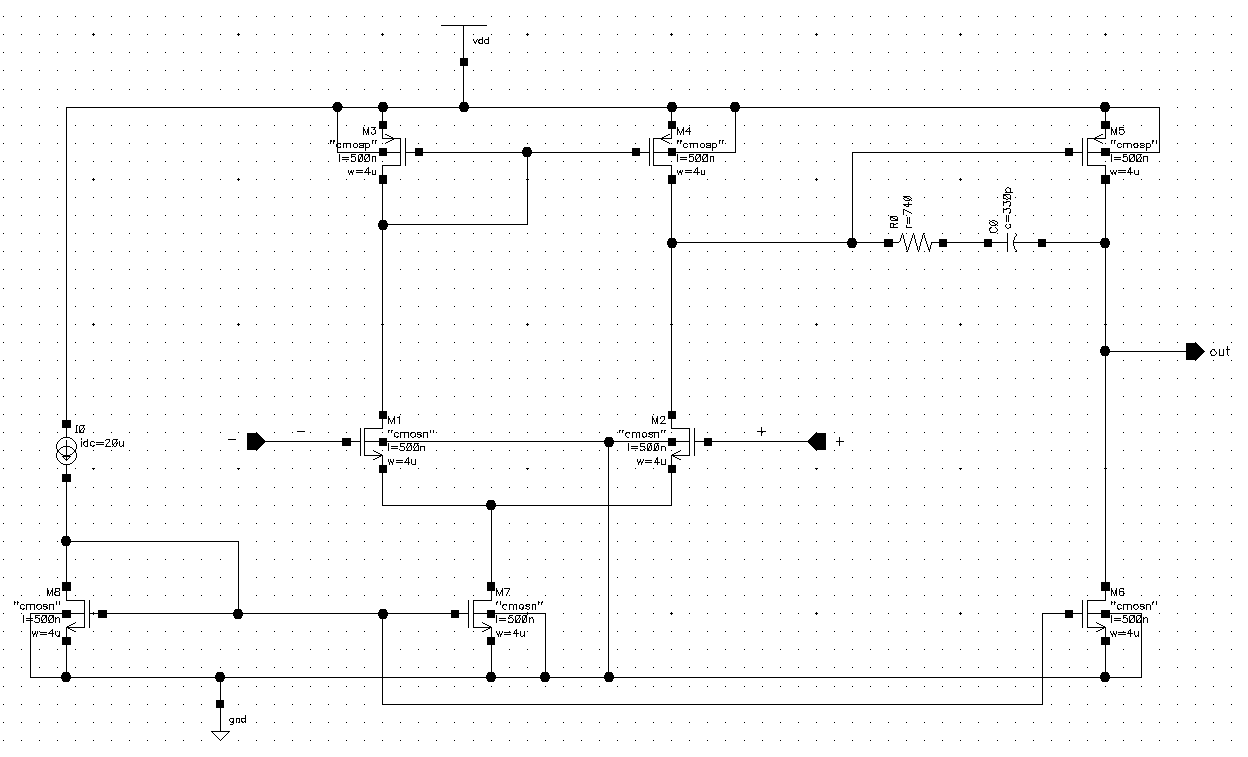 vdd
M3
"cmosp"
l=500n
w=4u
M4
"cmosp"
l=500n
w=4u
M5
"cmosp"
l=500n
w=4u
R0
r=740
C0
c=330p
out
I0
idc=20u
−
−
M1
"cmosn"
l=500n
w=4u
M2
"cmosn"
l=500n
w=4u
+
+
M8
"cmosn"
l=500n
w=4u
M7
"cmosn"
l=500n
w=4u
M6
"cmosn"
l=500n
w=4u
gnd